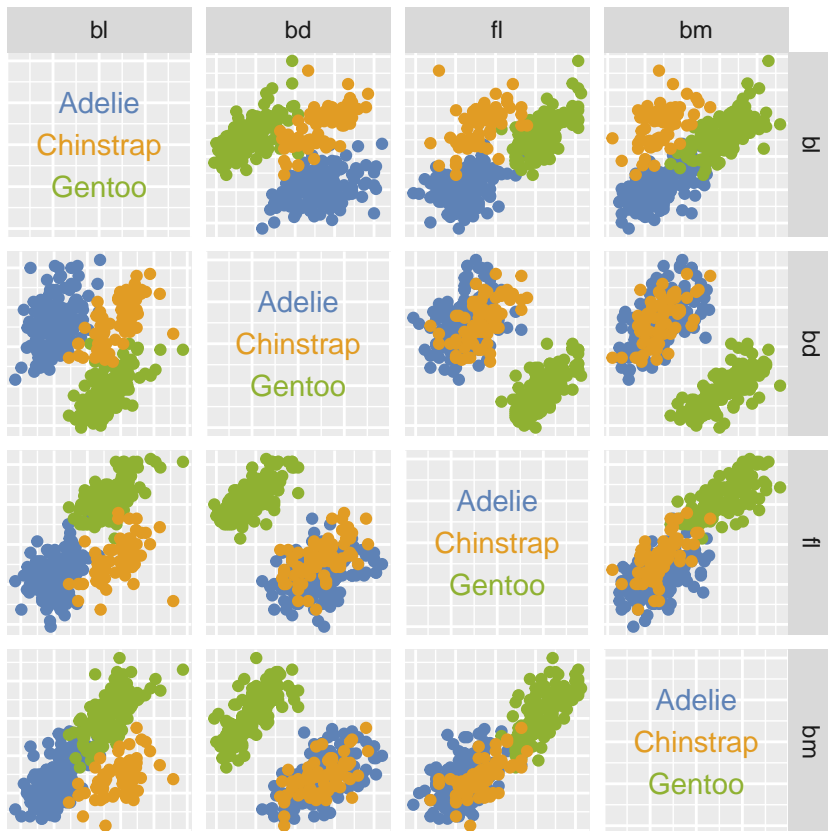 bl bd fl bm
Adelie
Chinstrap
Gentoo
bl
Adelie
Chinstrap
Gentoo
bd
Adelie
Chinstrap
Gentoo
fl
Adelie
Chinstrap
Gentoo
bm